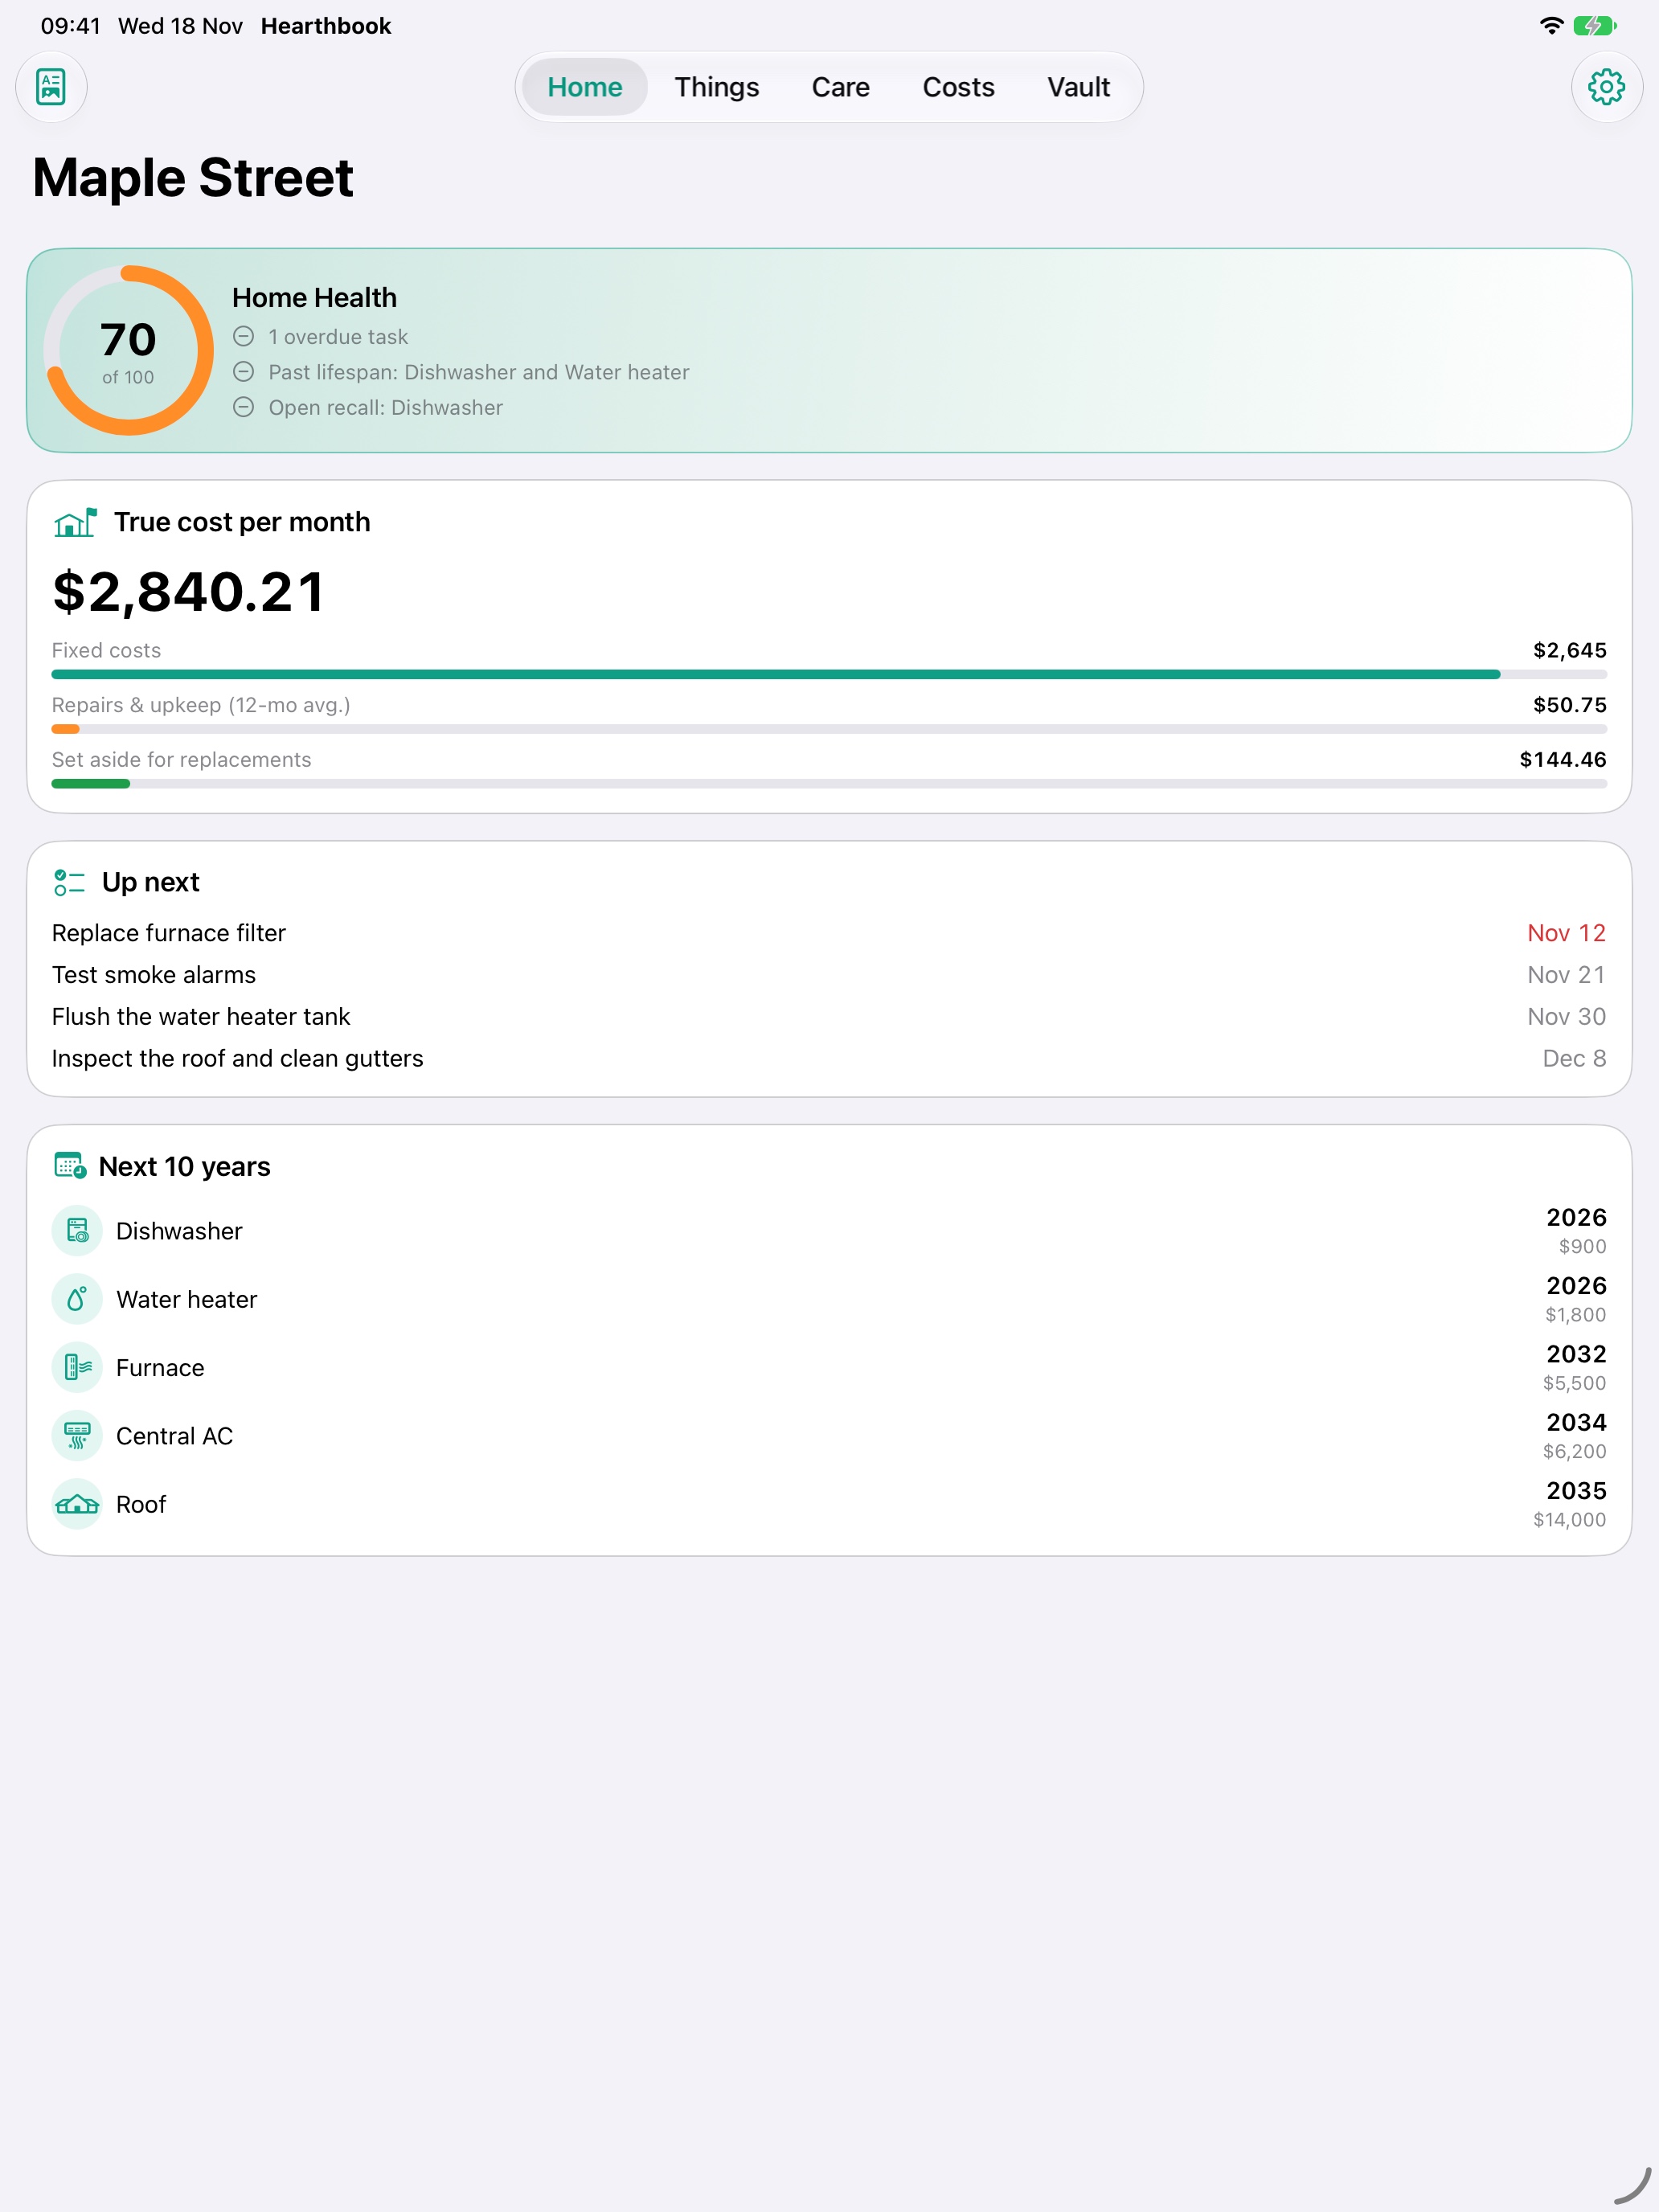 09:41 Wed 18 Nov Hearthbook
Home Things Care Costs Vault
Maple Street
70
of 100
Home Health
1 overdue task
Past lifespan: Dishwasher and Water heater
Open recall: Dishwasher
True cost per month
$2,840.21
Fixed costs $2,645
Repairs & upkeep (12-mo avg.) $50.75
Set aside for replacements $144.46
Up next
Replace furnace filter Nov 12
Test smoke alarms Nov 21
Flush the water heater tank Nov 30
Inspect the roof and clean gutters Dec 8
Next 10 years
Dishwasher 2026
$900
Water heater 2026
$1,800
Furnace 2032
$5,500
Central AC 2034
$6,200
Roof 2035
$14,000